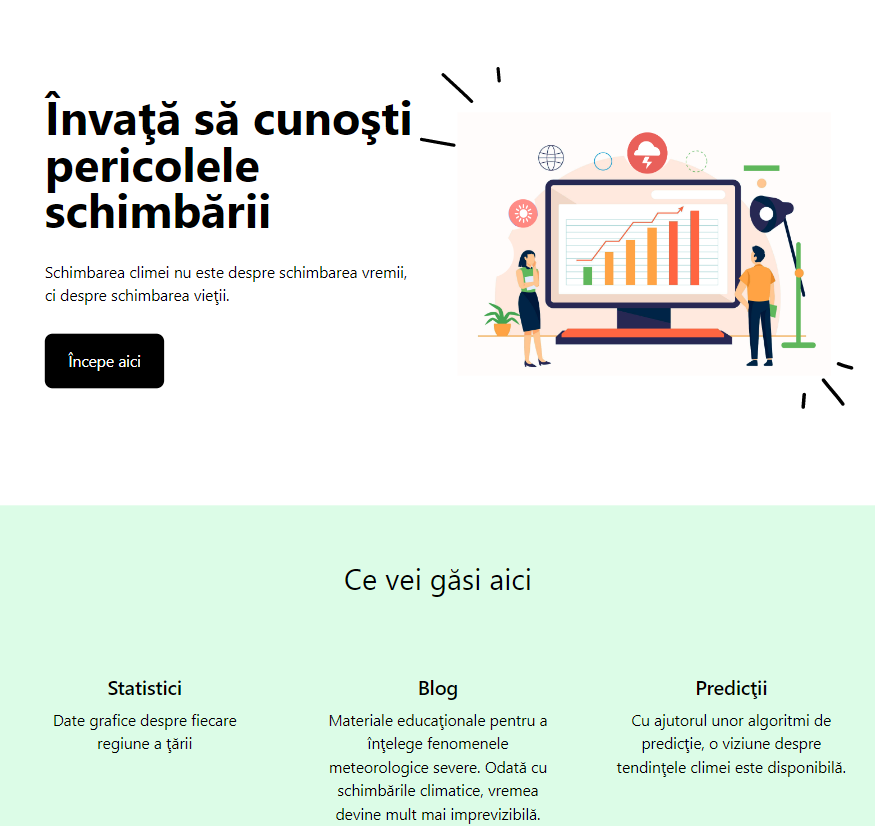 Învaţă să cunoşti
pericolele
schimbării
Schimbarea climei nu este despre schimbarea vremii,
ci despre schimbarea vieţii.
Începe aici
Ce vei găsi aici
Statistici
Date grafice despre fiecare
regiune a ţării
Blog
Materiale educaţionale pentru a
înţelege fenomenele
meteorologice severe. Odată cu
schimbările climatice, vremea
devine mult mai imprevizibilă.
Predicţii
Cu ajutorul unor algoritmi de
predicţie, o viziune despre
tendinţele climei este disponibilă.